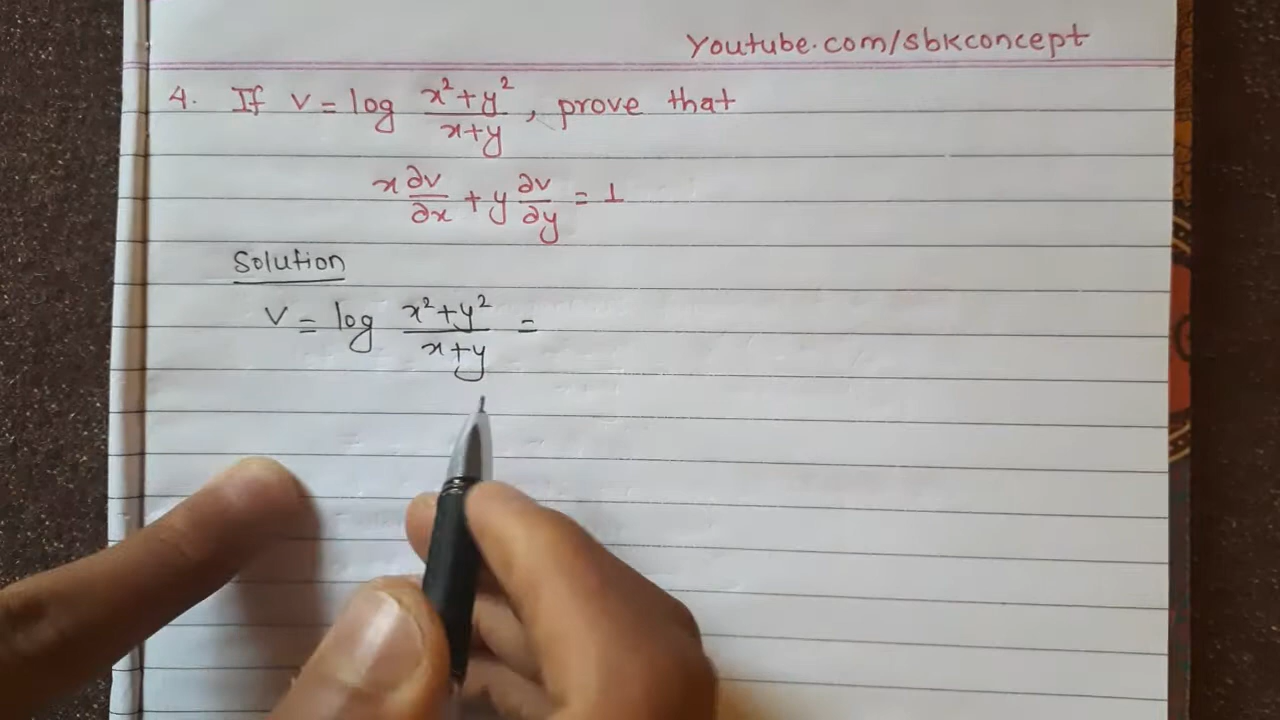 Youtube.com/sbkconcept
4. If v = log (x²+y²)/(x+y), prove that
x ∂v/∂x + y ∂v/∂y = 1
Solution
v = log (x²+y²)/(x+y) =